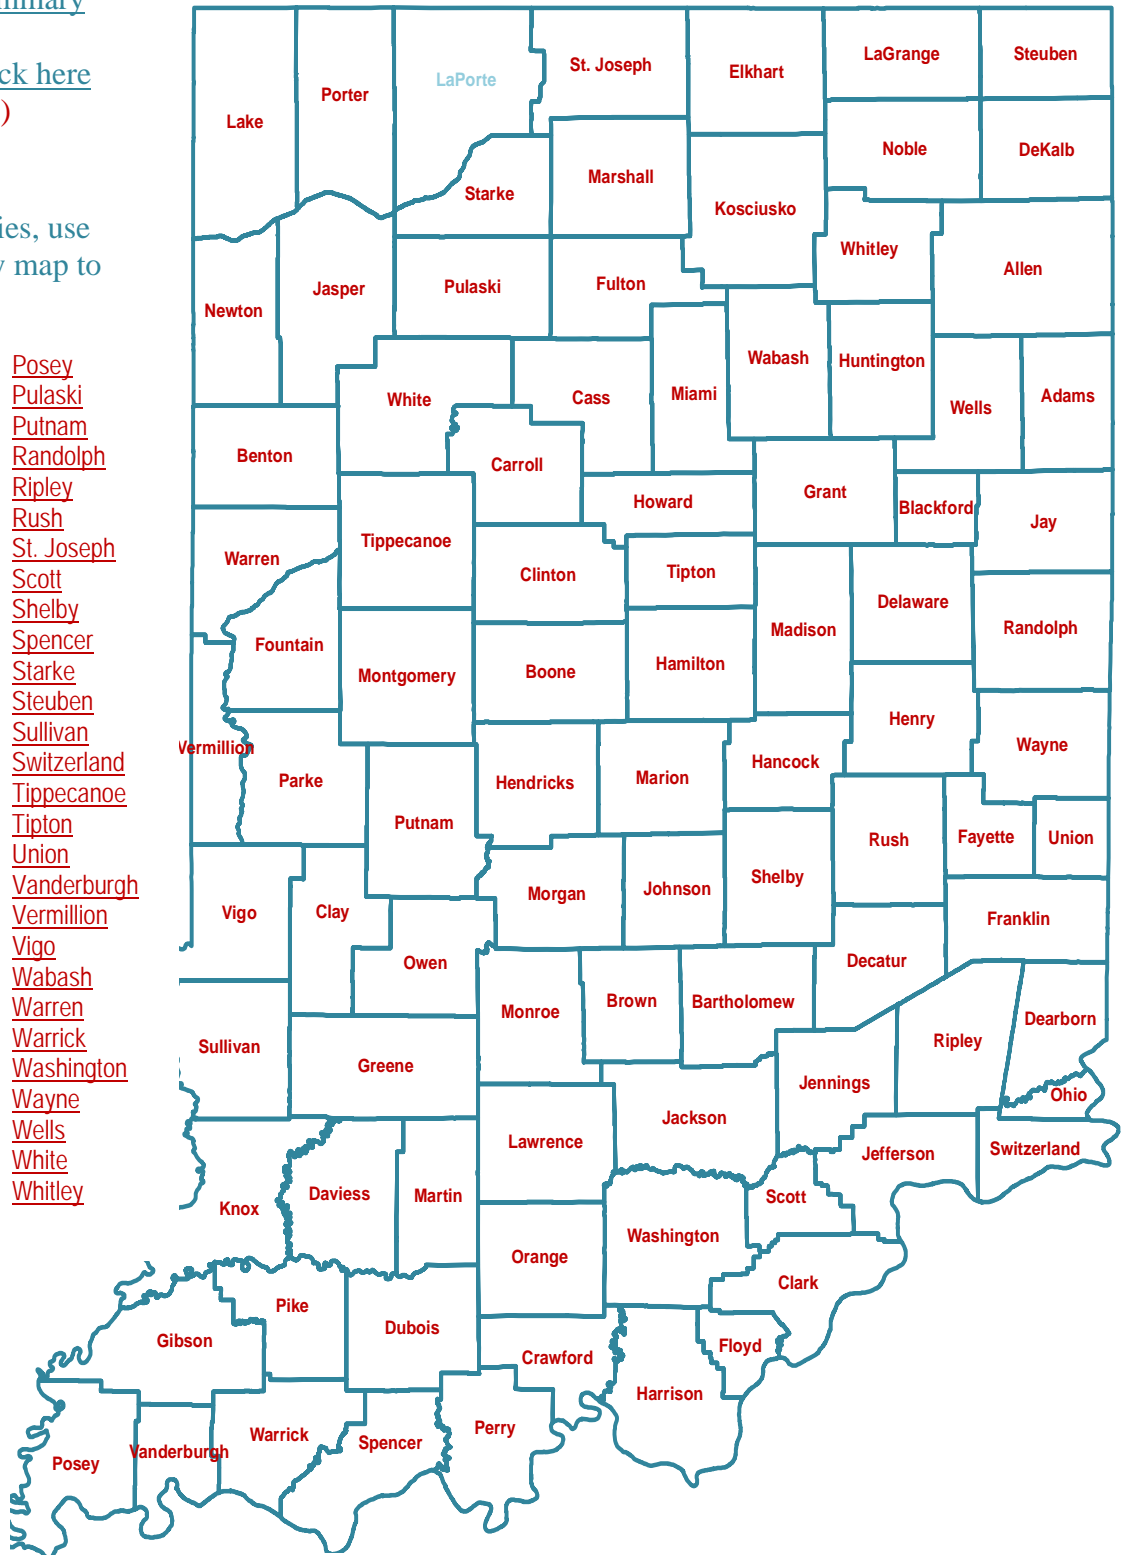 ck here
)
ies, use
map to
Posey
Pulaski
Putnam
Randolph
Ripley
Rush
St. Joseph
Scott
Shelby
Spencer
Starke
Steuben
Sullivan
Switzerland
Tippecanoe
Tipton
Union
Vanderburgh
Vermillion
Vigo
Wabash
Warren
Warrick
Washington
Wayne
Wells
White
Whitley
LaGrange Steuben
St. Joseph Elkhart
LaPorte
Porter
Lake
Noble DeKalb
Marshall
Starke
Kosciusko
Whitley
Allen
Jasper Pulaski Fulton
Newton
Wabash Huntington
White Cass Miami
Wells Adams
Benton Carroll
Howard Grant
Blackford
Jay
Tippecanoe
Warren Clinton Tipton
Delaware
Madison Randolph
Fountain
Montgomery Boone Hamilton
Henry
Wayne
Vermillion
Parke Hendricks Marion Hancock
Putnam
Rush Fayette Union
Morgan Johnson Shelby
Vigo Clay
Franklin
Owen Decatur
Monroe Brown Bartholomew
Dearborn
Sullivan Greene
Ripley
Jennings
Ohio
Lawrence Jackson
Jefferson Switzerland
Knox Daviess Martin
Scott
Washington
Orange
Clark
Pike
Gibson Dubois
Crawford Floyd
Harrison
Posey Vanderburgh Warrick Spencer Perry